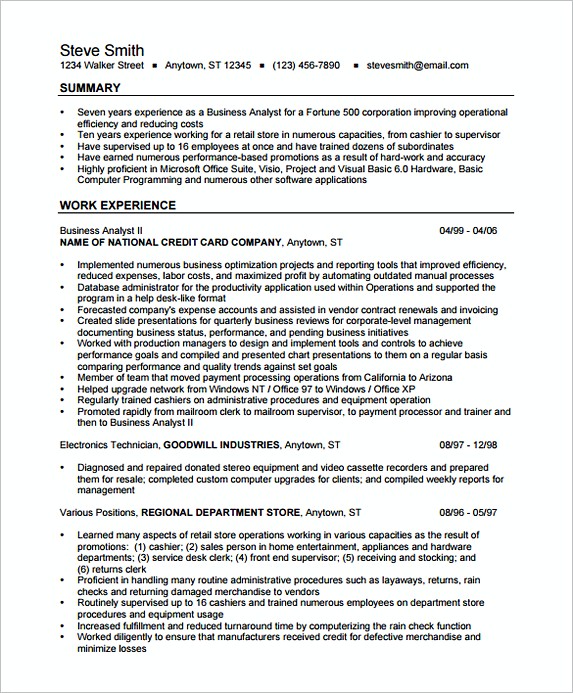 Steve Smith
1234 Walker Street ▪ Anytown, ST 12345 ▪ (123) 456-7890 ▪ stevesmith@email.com
SUMMARY
• Seven years experience as a Business Analyst for a Fortune 500 corporation improving operational
efficiency and reducing costs
• Ten years experience working for a retail store in numerous capacities, from cashier to supervisor
• Have supervised up to 16 employees at once and have trained dozens of subordinates
• Have earned numerous performance-based promotions as a result of hard-work and accuracy
• Highly proficient in Microsoft Office Suite, Visio, Project and Visual Basic 6.0 Hardware, Basic
Computer Programming and numerous other software applications
WORK EXPERIENCE
Business Analyst II 04/99 - 04/06
NAME OF NATIONAL CREDIT CARD COMPANY, Anytown, ST
• Implemented numerous business optimization projects and reporting tools that improved efficiency,
reduced expenses, labor costs, and maximized profit by automating outdated manual processes
• Database administrator for the productivity application used within Operations and supported the
program in a help desk-like format
• Forecasted company's expense accounts and assisted in vendor contract renewals and invoicing
• Created slide presentations for quarterly business reviews for corporate-level management
documenting business status, performance, and pending business initiatives
• Worked with production managers to design and implement tools and controls to achieve
performance goals and compiled and presented chart presentations to them on a regular basis
comparing performance and quality trends against set goals
• Member of team that moved payment processing operations from California to Arizona
• Helped upgrade network from Windows NT / Office 97 to Windows XP / Office XP
• Regularly trained cashiers on administrative procedures and equipment operation
• Promoted rapidly from mailroom clerk to mailroom supervisor, to payment processor and trainer and
then to Business Analyst II
Electronics Technician, GOODWILL INDUSTRIES, Anytown, ST 08/97 - 12/98
• Diagnosed and repaired donated stereo equipment and video cassette recorders and prepared
them for resale; completed custom computer upgrades for clients; and compiled weekly reports for
management
Various Positions, REGIONAL DEPARTMENT STORE, Anytown, ST 08/96 - 05/97
• Learned many aspects of retail store operations working in various capacities as the result of
promotions: (1) cashier; (2) sales person in home entertainment, appliances and hardware
departments; (3) service desk clerk; (4) front end supervisor; (5) receiving and stocking; and
(6) returns clerk
• Proficient in handling many routine administrative procedures such as layaways, returns, rain
checks and returning damaged merchandise to vendors
• Routinely supervised up to 16 cashiers and trained numerous employees on department store
procedures and equipment usage
• Increased fulfillment and reduced turnaround time by computerizing the rain check function
• Worked diligently to ensure that manufacturers received credit for defective merchandise and
minimize losses